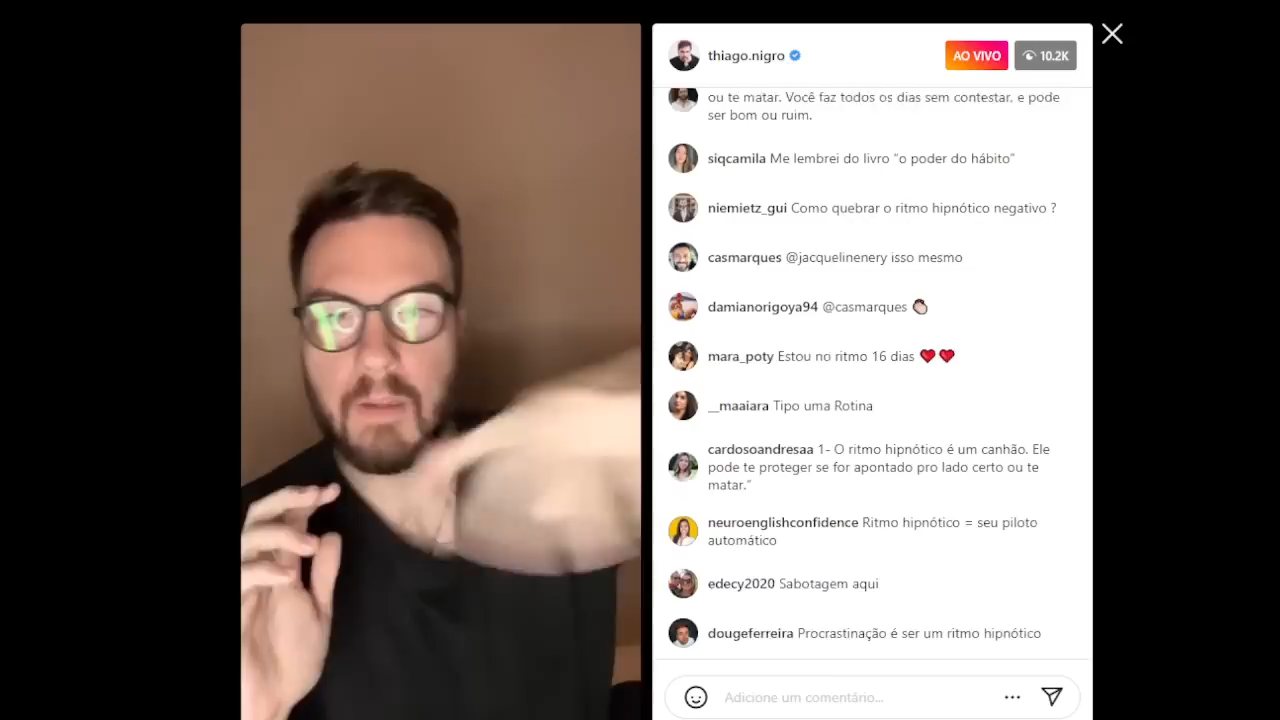 thiago.nigro
AO VIVO
10.2K
ou te matar. Você faz todos os dias sem contestar, e pode
ser bom ou ruim.
siqcamila Me lembrei do livro “o poder do hábito”
niemietz_gui Como quebrar o ritmo hipnótico negativo ?
casmarques @jacquelinenery isso mesmo
damianorigoya94 @casmarques 👏🏻
mara_poty Estou no ritmo 16 dias ❤️❤️
__maaiara Tipo uma Rotina
cardosoandresaa 1- O ritmo hipnótico é um canhão. Ele
pode te proteger se for apontado pro lado certo ou te
matar.”
neuroenglishconfidence Ritmo hipnótico = seu piloto
automático
edecy2020 Sabotagem aqui
dougeferreira Procrastinação é ser um ritmo hipnótico
Adicione um comentário...